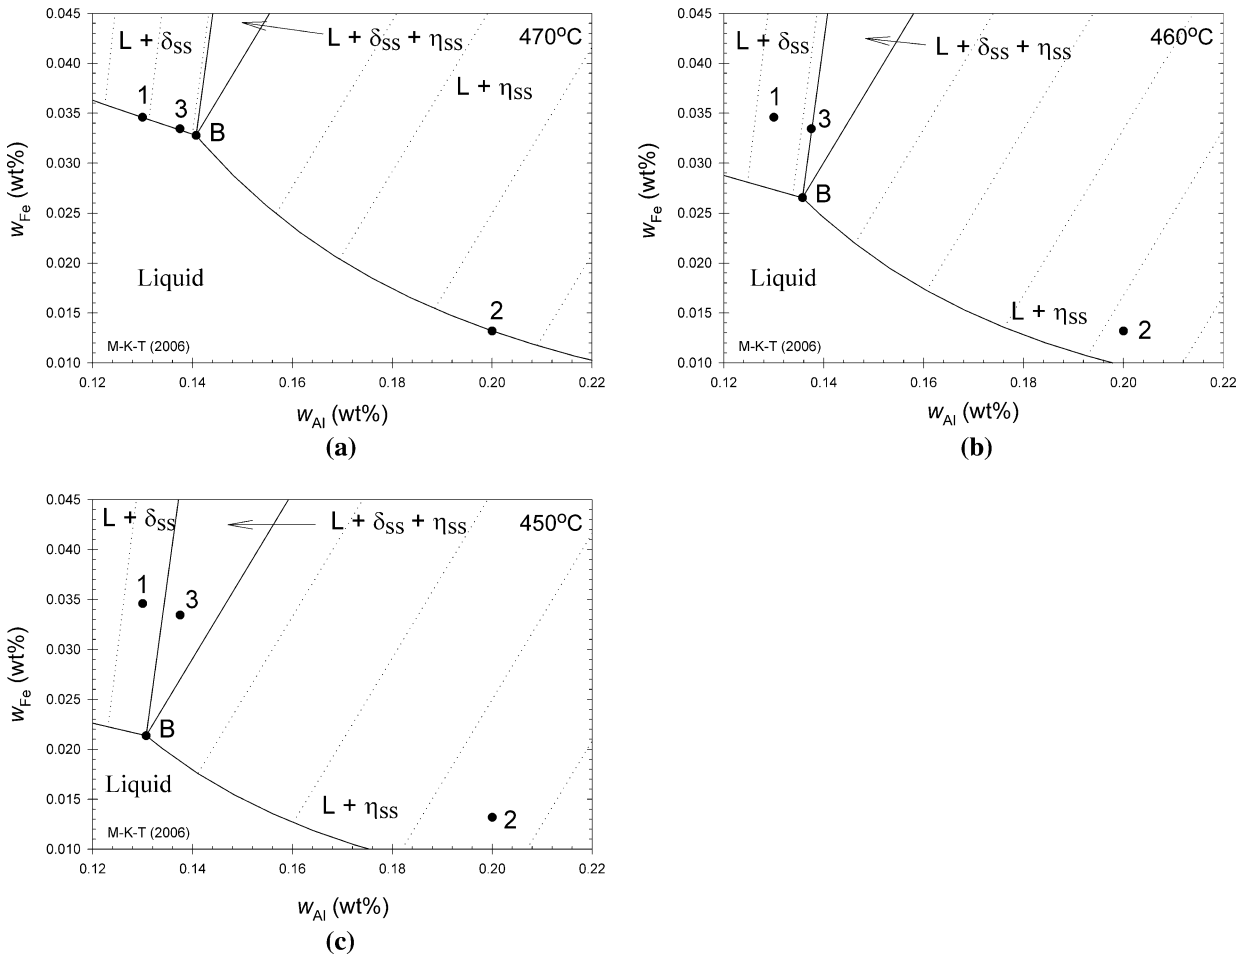 0.045
0.040
0.035
0.030
0.025
0.020
0.015
0.010
0.12 0.14 0.16 0.18 0.20 0.22
w_Fe (wt%)
w_Al (wt%)
L + δSS
L + δSS + ηSS
470°C
L + ηSS
1
3
B
2
Liquid
M-K-T (2006)
(a)
0.045
0.040
0.035
0.030
0.025
0.020
0.015
0.010
0.12 0.14 0.16 0.18 0.20 0.22
w_Fe (wt%)
w_Al (wt%)
L + δSS
L + δSS + ηSS
460°C
1
3
B
Liquid
L + ηSS
2
M-K-T (2006)
(b)
0.045
0.040
0.035
0.030
0.025
0.020
0.015
0.010
0.12 0.14 0.16 0.18 0.20 0.22
w_Fe (wt%)
w_Al (wt%)
L + δSS
L + δSS + ηSS
450°C
1
3
B
Liquid
L + ηSS
2
M-K-T (2006)
(c)